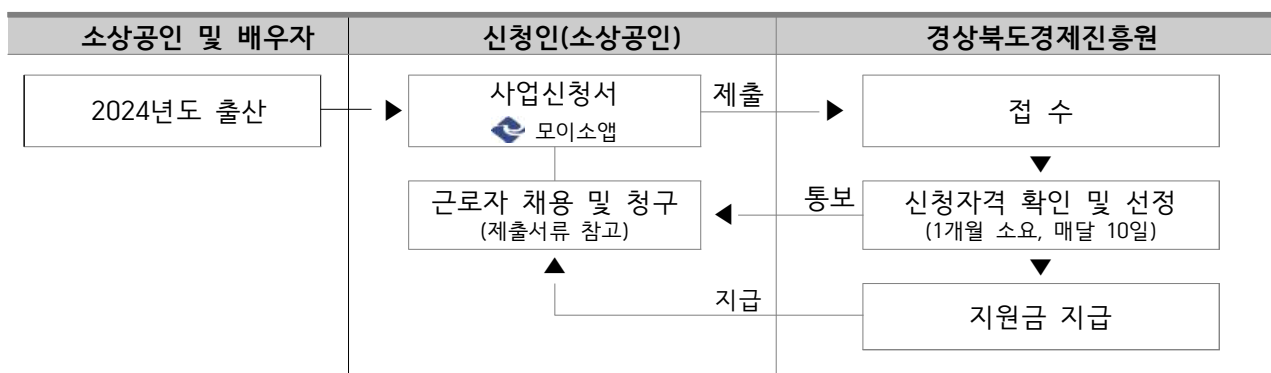 소상공인 및 배우자
신청인(소상공인)
경상북도경제진흥원
2024년도 출산
사업신청서
모이소앱
제출
접 수
근로자 채용 및 청구
(제출서류 참고)
통보
신청자격 확인 및 선정
(1개월 소요, 매달 10일)
지급
지원금 지급